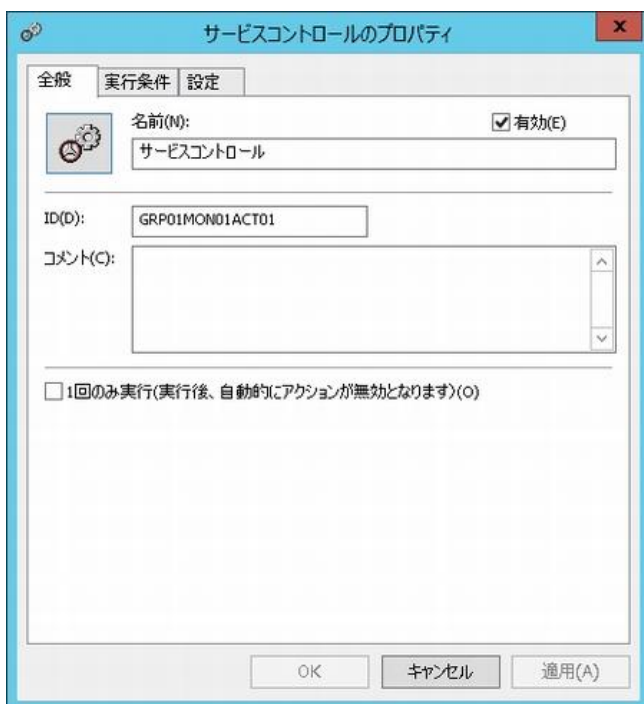 サービスコントロールのプロパティ
x
全般 実行条件 設定
名前(N): 有効(E)
サービスコントロール
ID(D): GRP01MON01ACT01
コメント(C):
1回のみ実行(実行後、自動的にアクションが無効となります)(O)
OK キャンセル 適用(A)